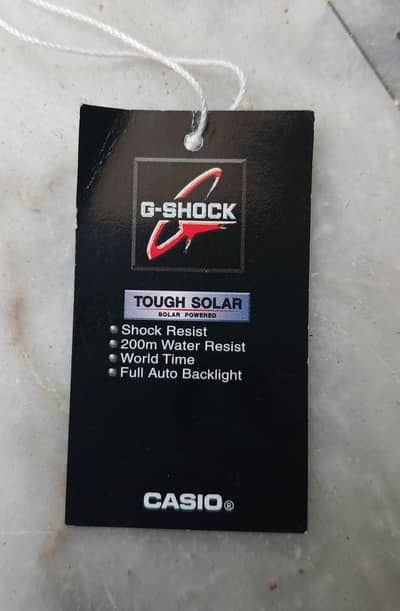 G-SHOCK
TOUGH SOLAR
SOLAR POWERED
Shock Resist
200m Water Resist
World Time
Full Auto Backlight
CASIO®